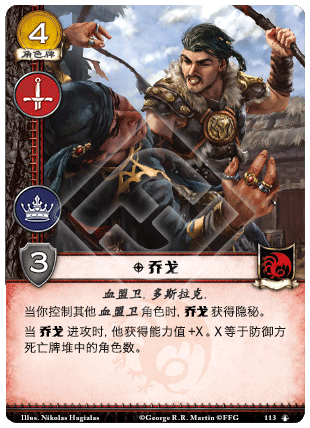 4
角色牌
3
乔戈
血盟卫. 多斯拉克.
当你控制其他 血盟卫 角色时, 乔戈 获得隐秘。
当 乔戈 进攻时, 他获得能力值 +X。X 等于防御方
死亡牌堆中的角色数。
Illus. Nikolas Hagialas ©George R.R. Martin ©FFG 113